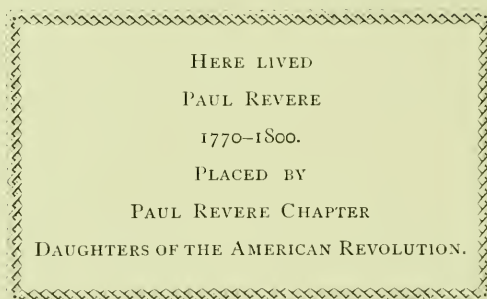 HERE LIVED
PAUL REVERE
1770–1800.
PLACED BY
PAUL REVERE CHAPTER
DAUGHTERS OF THE AMERICAN REVOLUTION.